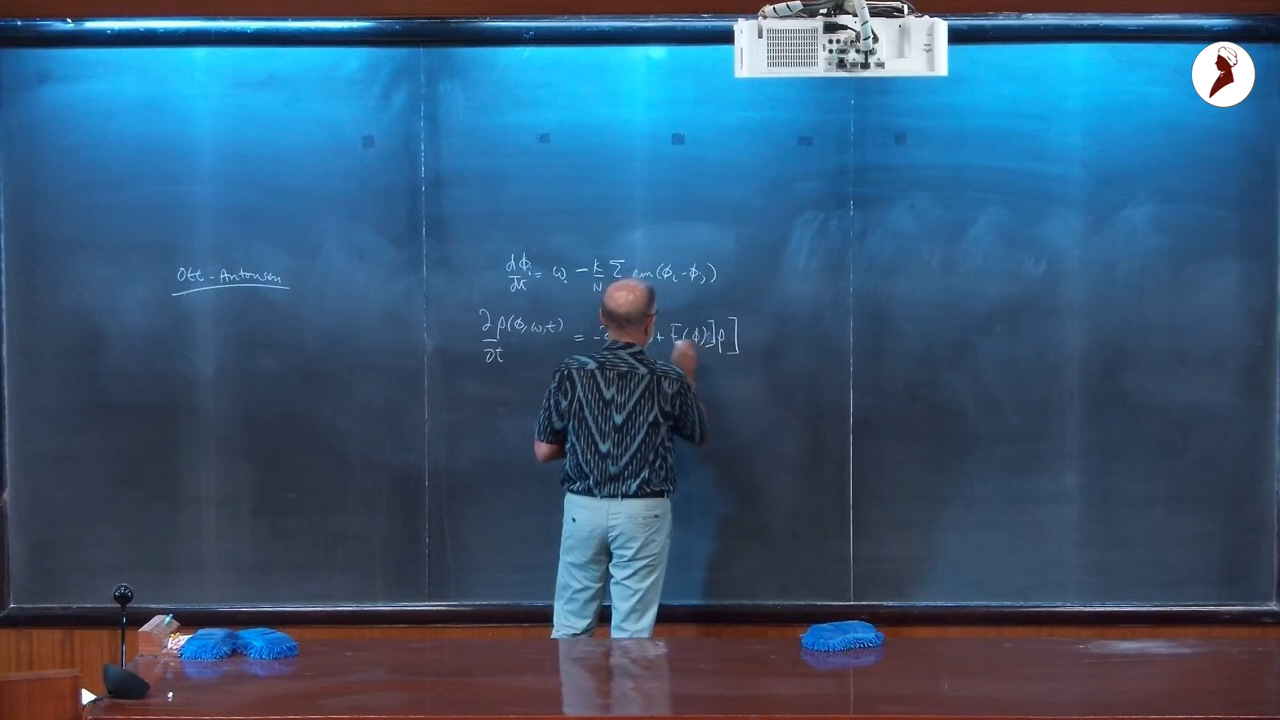 Ott-Antonsen
dϕᵢ/dt = ωᵢ - K/N Σ sin(ϕᵢ-ϕⱼ)
∂ρ(ϕ,ω,t)/∂t = -∂ + F(ϕ)]ρ]